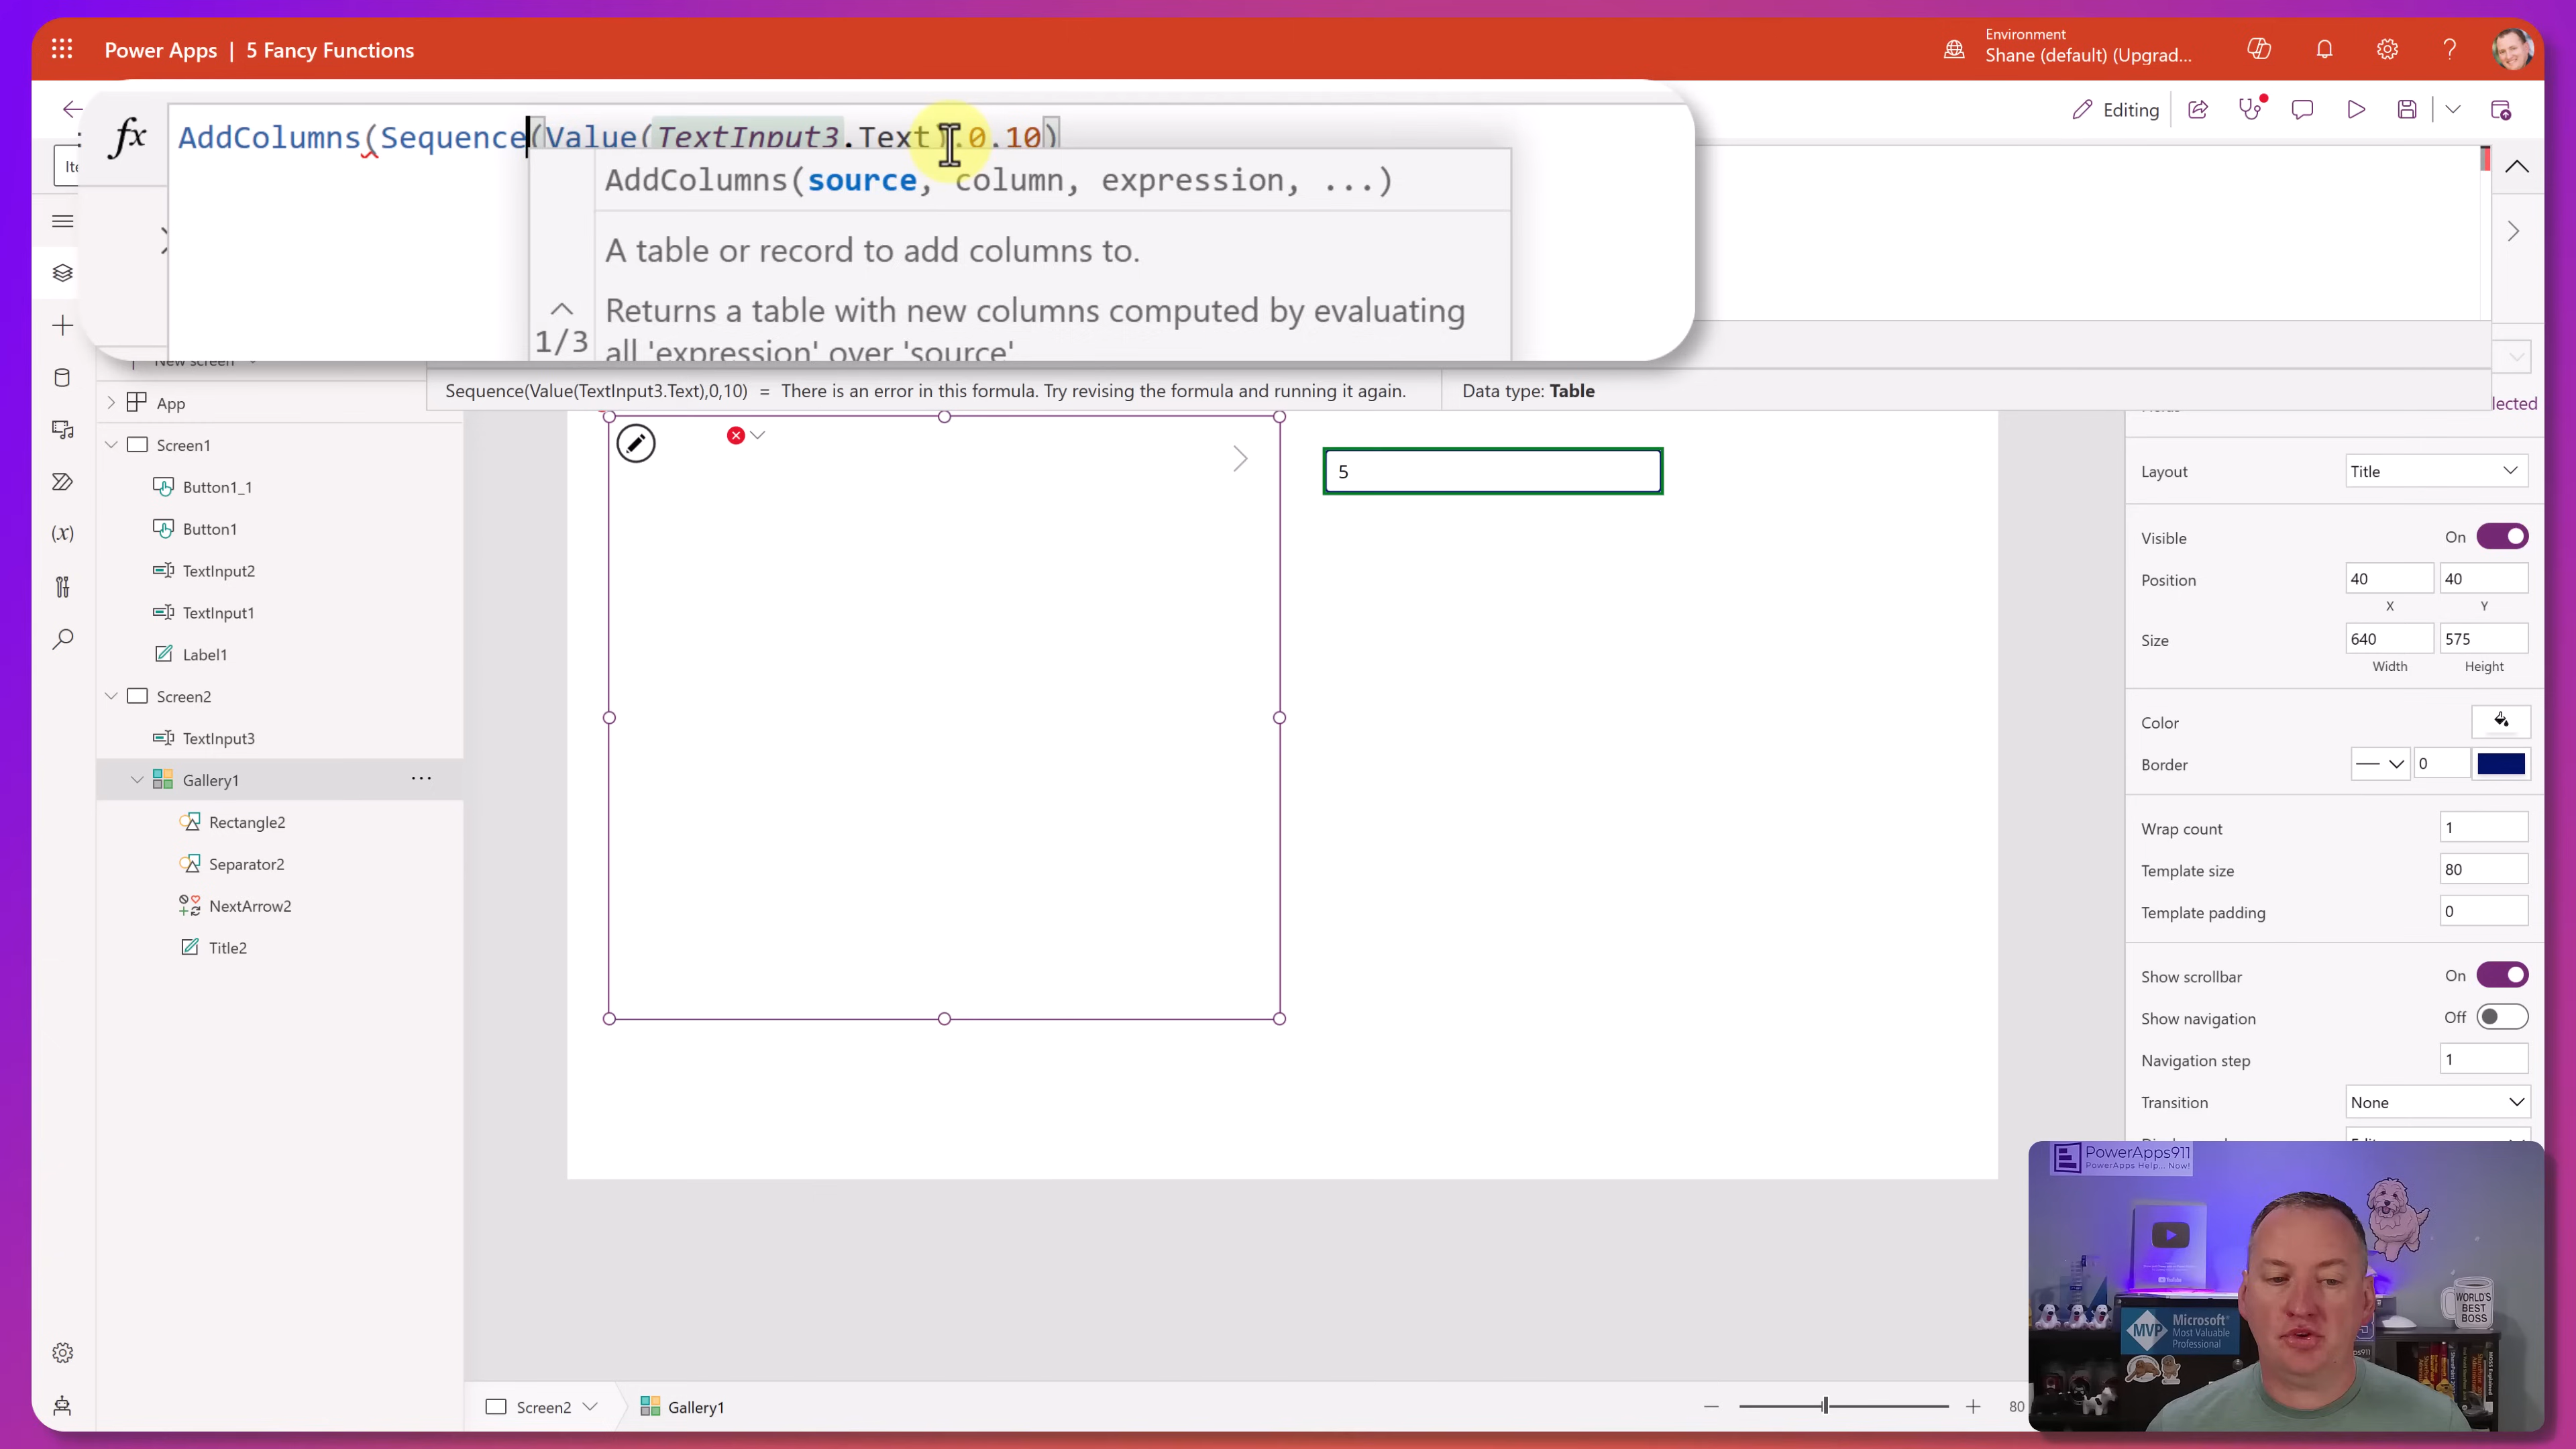 Power Apps | 5 Fancy Functions
Environment
Shane (default) (Upgrad...
Editing
fx
AddColumns(Sequence(Value(TextInput3.Text),0,10)
AddColumns(source, column, expression, ...)
A table or record to add columns to.
Returns a table with new columns computed by evaluating
all 'expression' over 'source'
1/3
New screen
Sequence(Value(TextInput3.Text),0,10) = There is an error in this formula. Try revising the formula and running it again.
Data type: Table
App
Screen1
Button1_1
Button1
TextInput2
TextInput1
Label1
Screen2
TextInput3
Gallery1
Rectangle2
Separator2
NextArrow2
Title2
5
Layout
Title
Visible
On
Position
40
40
X
Y
Size
640
575
Width
Height
Color
Border
0
Wrap count
1
Template size
80
Template padding
0
Show scrollbar
On
Show navigation
Off
Navigation step
1
Transition
None
Screen2
Gallery1
80
PowerApps911
PowerApps Help... Now!
MVP
Microsoft®
Most Valuable
Professional
WORLD'S
BEST
BOSS